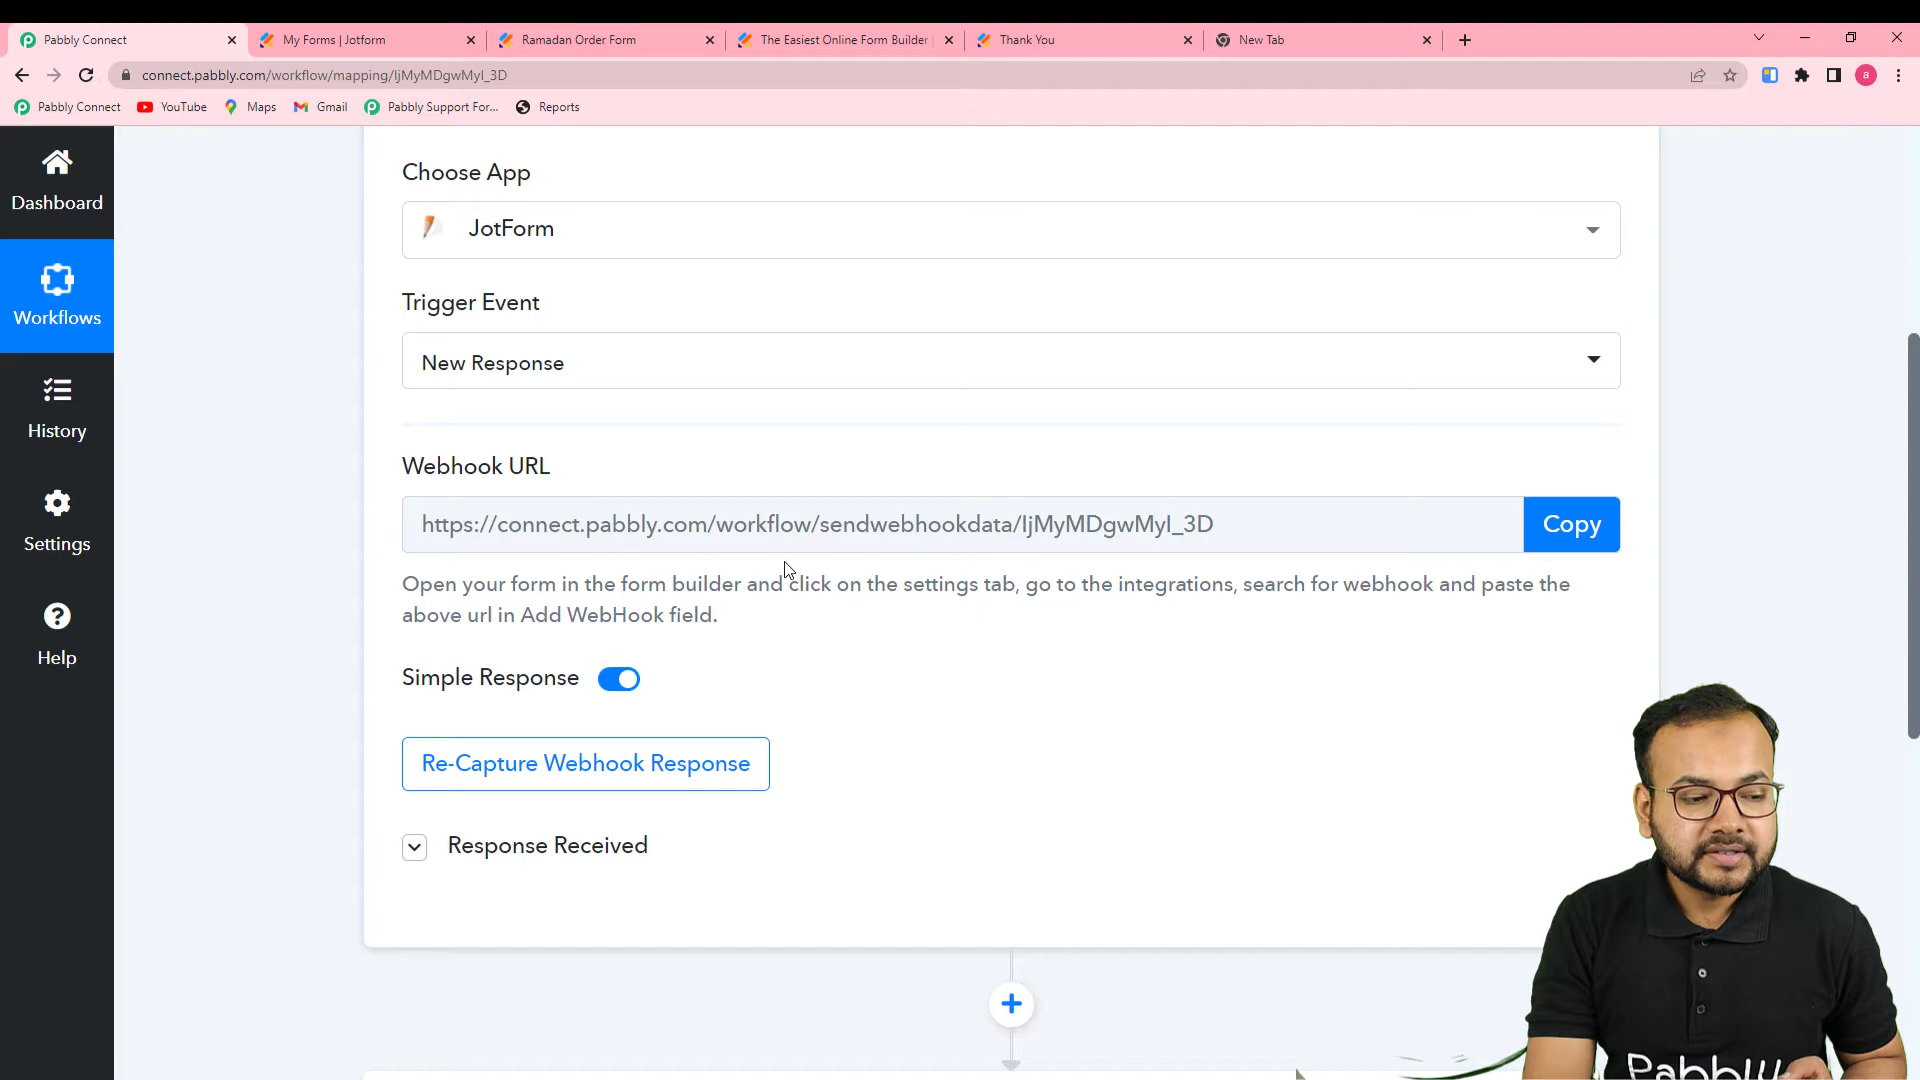 Pabbly Connect
My Forms | Jotform
Ramadan Order Form
The Easiest Online Form Builder
Thank You
New Tab
connect.pabbly.com/workflow/mapping/IjMyMDgwMyI_3D
a
Pabbly Connect
YouTube
Maps
Gmail
Pabbly Support For...
Reports
Dashboard
Workflows
History
Settings
Help
Choose App
JotForm
Trigger Event
New Response
Webhook URL
https://connect.pabbly.com/workflow/sendwebhookdata/IjMyMDgwMyI_3D
Copy
Open your form in the form builder and click on the settings tab, go to the integrations, search for webhook and paste the
above url in Add WebHook field.
Simple Response
Re-Capture Webhook Response
Response Received
Pabbly